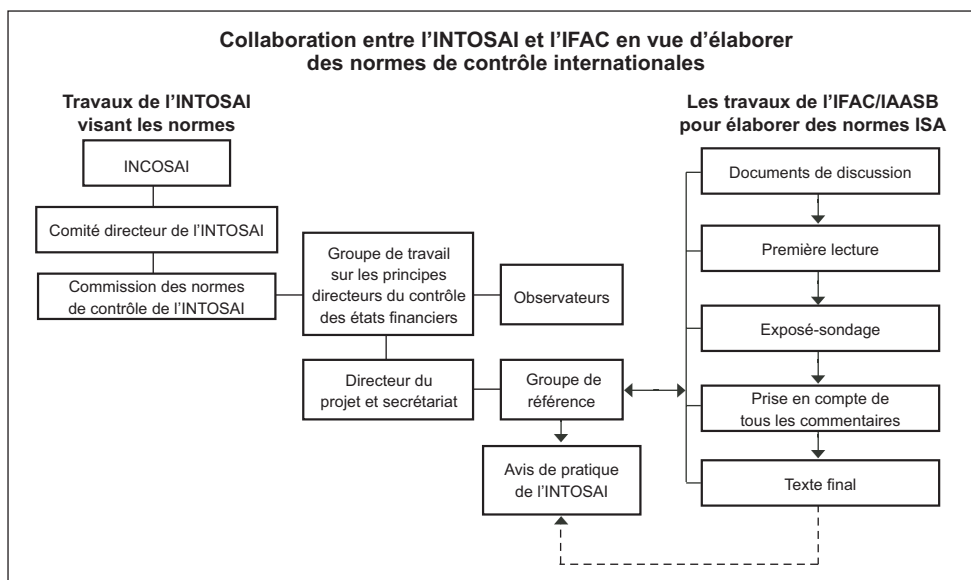 Collaboration entre l’INTOSAI et l’IFAC en vue d’élaborer
des normes de contrôle internationales
Travaux de l’INTOSAI
visant les normes
INCOSAI
Comité directeur de l’INTOSAI
Commission des normes
de contrôle de l’INTOSAI
Groupe de travail
sur les principes
directeurs du contrôle
des états financiers
Observateurs
Directeur du
projet et secrétariat
Groupe de
référence
Avis de pratique
de l’INTOSAI
Les travaux de l’IFAC/IAASB
pour élaborer des normes ISA
Documents de discussion
Première lecture
Exposé-sondage
Prise en compte de
tous les commentaires
Texte final